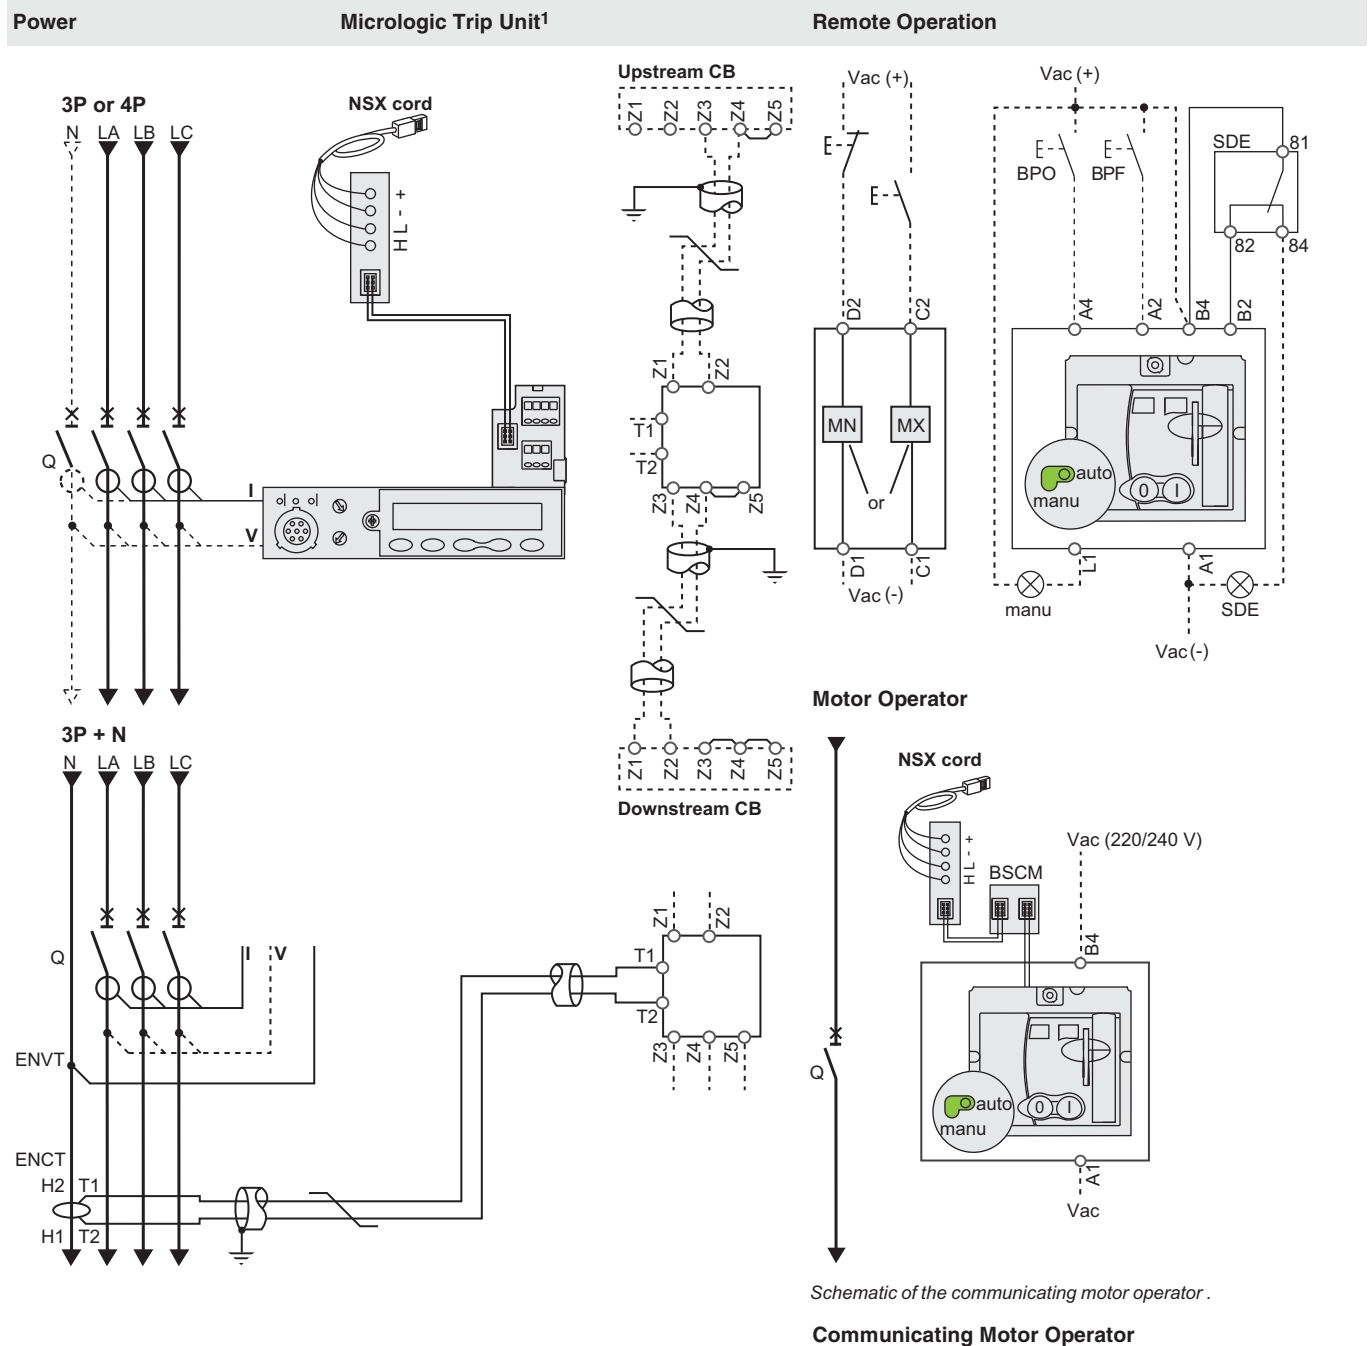 Power
Micrologic Trip Unit1
Remote Operation
3P or 4P
N LA LB LC
Q
I
V
NSX cord
H L - +
Upstream CB
Z1 Z2 Z3 Z4 Z5
Z1 Z2
T1
T2
Z3 Z4 Z5
Z1 Z2 Z3 Z4 Z5
Downstream CB
Vac (+)
D2 C2
MN MX
or
D1 C1
Vac (-)
Vac (+)
BPO BPF
SDE 81
82 84
A4 A2 B4 B2
auto
manu
0 I
L1 A1
manu
SDE
Vac (-)
Motor Operator
3P + N
N LA LB LC
Q
I V
ENVT
ENCT
H2 T1
H1 T2
Z1 Z2
T1
T2
Z3 Z4 Z5
Q
NSX cord
H L - +
BSCM
Vac (220/240 V)
B4
auto
manu
0 I
A1
Vac
Schematic of the communicating motor operator .
Communicating Motor Operator